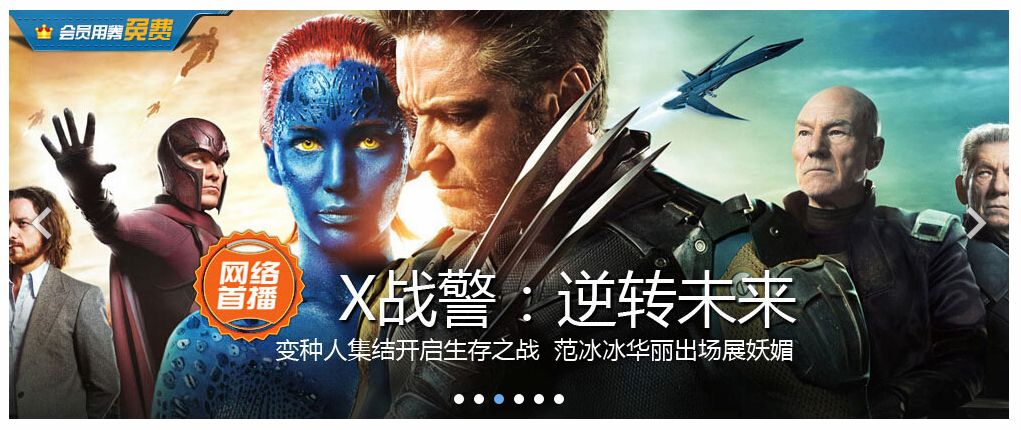 会员用券免费
网络
首播
X战警：逆转未来
变种人集结开启生存之战 范冰冰华丽出场展妖媚